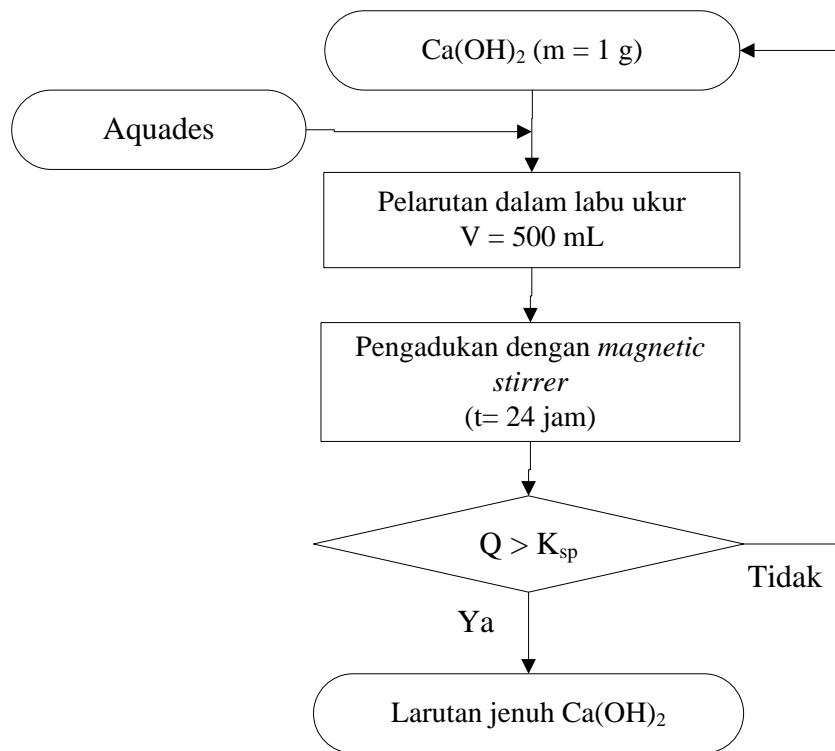 Ca(OH)₂ (m = 1 g)
Aquades
Pelarutan dalam labu ukur
V = 500 mL
Pengadukan dengan magnetic
stirrer
(t= 24 jam)
Q > Kₛₚ
Tidak
Ya
Larutan jenuh Ca(OH)₂